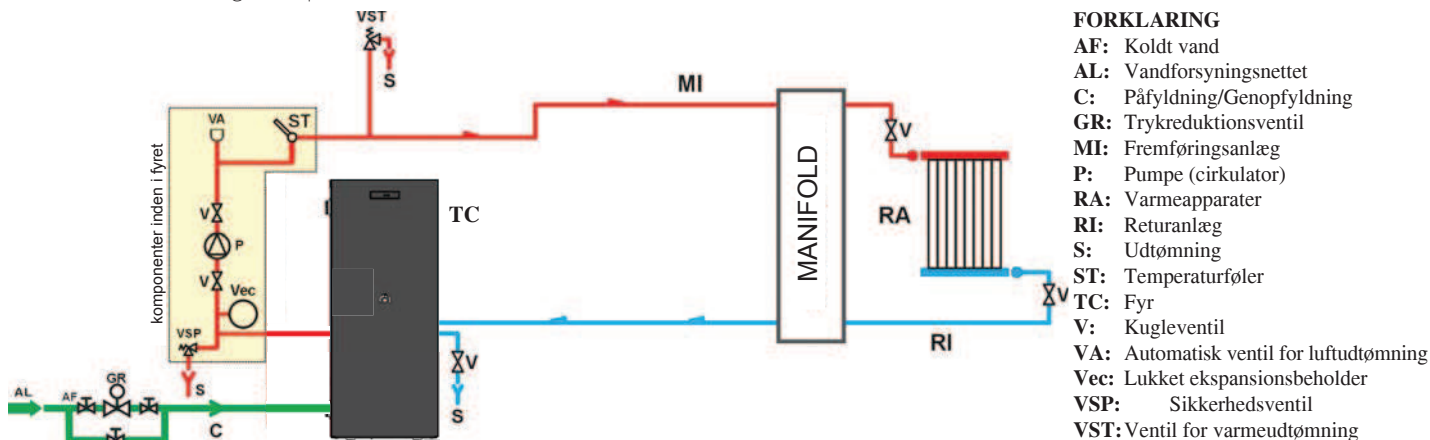 VST
S
MI
VA
ST
komponenter inden i fyret
V
P
V
Vec
VSP
S
TC
MANIFOLD
V
RA
V
RI
V
S
AL
AF
GR
C
FORKLARING
AF: Koldt vand
AL: Vandforsyningsnettet
C: Påfyldning/Genopfyldning
GR: Trykreduktionsventil
MI: Fremføringsanlæg
P: Pumpe (cirkulator)
RA: Varmeapparater
RI: Returanlæg
S: Udtømning
ST: Temperaturføler
TC: Fyr
V: Kugleventil
VA: Automatisk ventil for luftudtømning
Vec: Lukket ekspansionsbeholder
VSP: Sikkerhedsventil
VST: Ventil for varmeudtømning